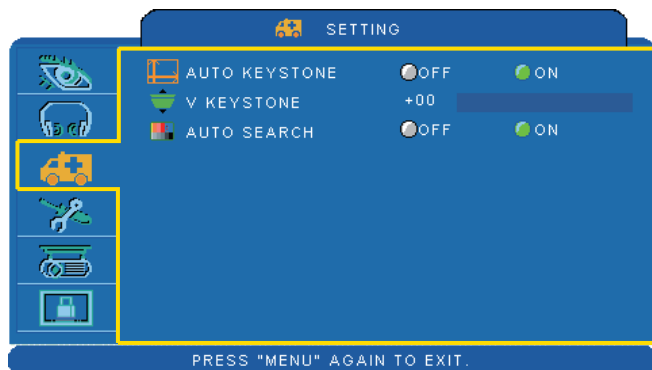 SETTING
AUTO KEYSTONE OFF ON
V KEYSTONE +00
AUTO SEARCH OFF ON
PRESS "MENU" AGAIN TO EXIT.